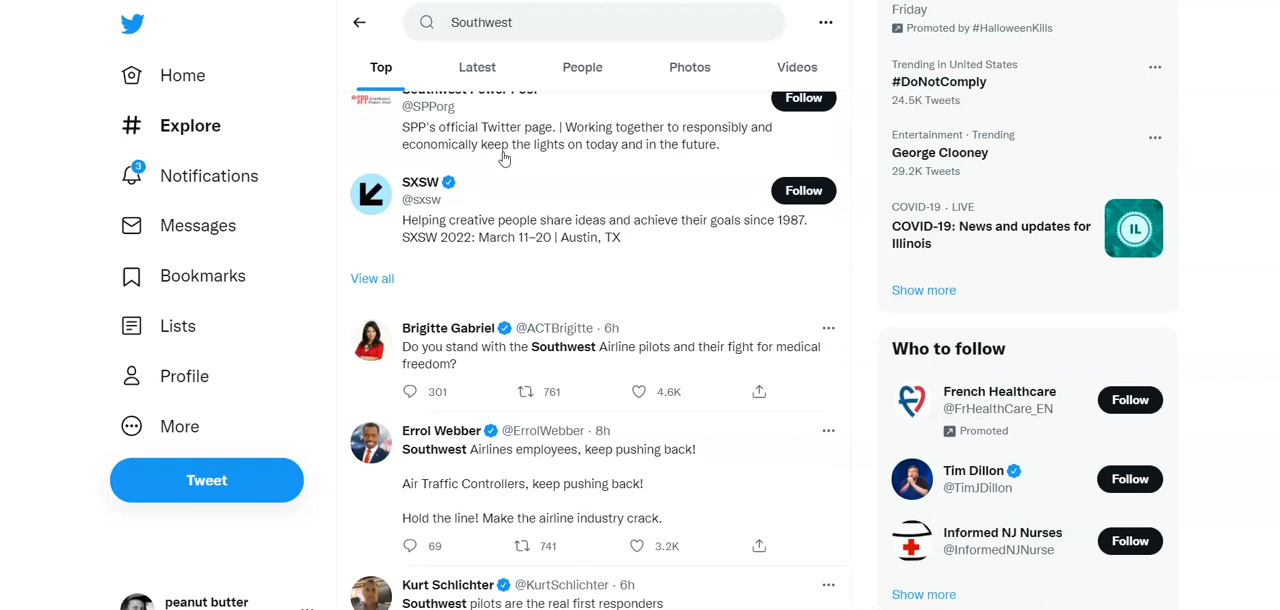 Southwest
Home
Explore
3
Notifications
Messages
Bookmarks
Lists
Profile
More
Tweet
peanut butter
Top
Latest
People
Photos
Videos
SPP Southwest Power Pool
Southwest Power Pool
@SPPorg
Follow
SPP's official Twitter page. | Working together to responsibly and
economically keep the lights on today and in the future.
SXSW
@sxsw
Follow
Helping creative people share ideas and achieve their goals since 1987.
SXSW 2022: March 11–20 | Austin, TX
View all
Brigitte Gabriel @ACTBrigitte · 6h
Do you stand with the Southwest Airline pilots and their fight for medical
freedom?
301 761 4.6K
Errol Webber @ErrolWebber · 8h
Southwest Airlines employees, keep pushing back!
Air Traffic Controllers, keep pushing back!
Hold the line! Make the airline industry crack.
69 741 3.2K
Kurt Schlichter @KurtSchlichter · 6h
Southwest pilots are the real first responders
Friday
Promoted by #HalloweenKills
Trending in United States
#DoNotComply
24.5K Tweets
Entertainment · Trending
George Clooney
29.2K Tweets
COVID-19 · LIVE
COVID-19: News and updates for
Illinois
IL
Show more
Who to follow
French Healthcare
@FrHealthCare_EN
Follow
Promoted
Tim Dillon
@TimJDillon
Follow
Informed NJ Nurses
@InformedNJNurse
Follow
Show more